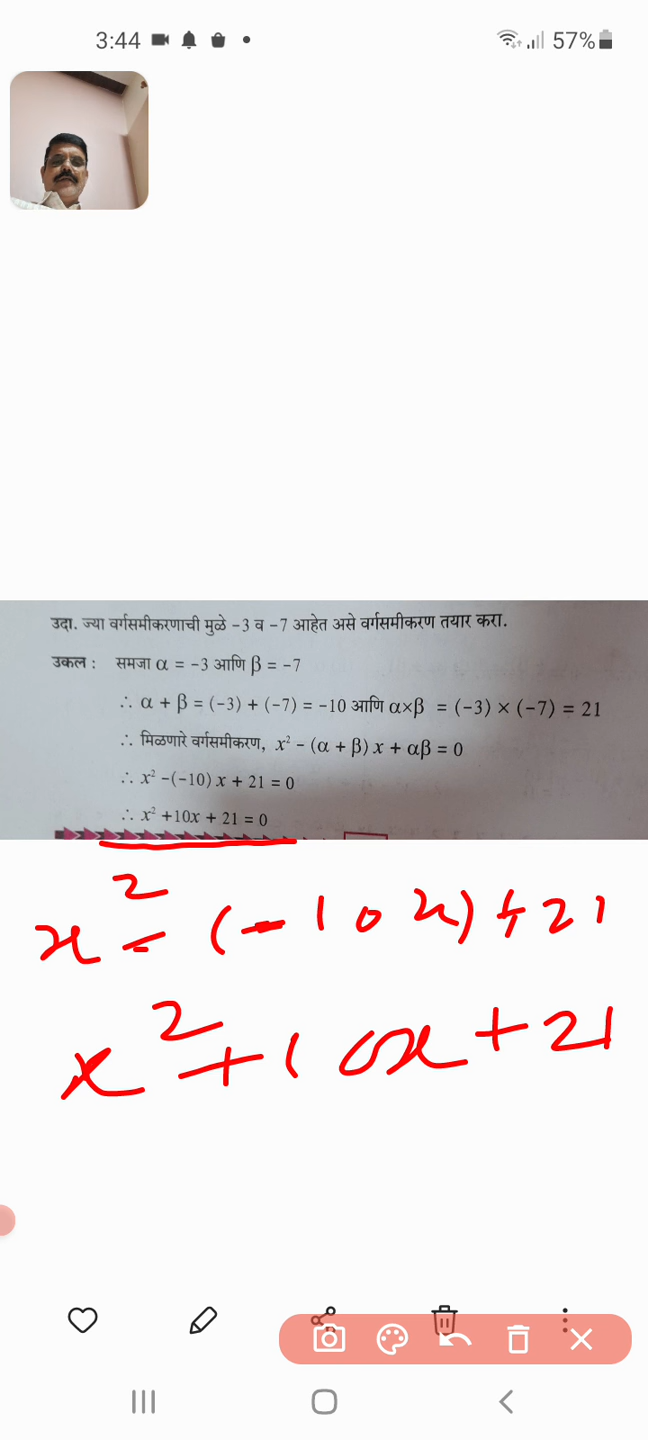 3:44 57%
उदा. ज्या वर्गसमीकरणाची मुळे -3 व -7 आहेत असे वर्गसमीकरण तयार करा.
उकल : समजा α = -3 आणि β = -7
∴ α + β = (-3) + (-7) = -10 आणि α×β = (-3) × (-7) = 21
∴ मिळणारे वर्गसमीकरण, x² - (α + β) x + αβ = 0
∴ x² -(-10) x + 21 = 0
∴ x² +10x + 21 = 0
x² - (-10x) + 21
x² + 10x + 21